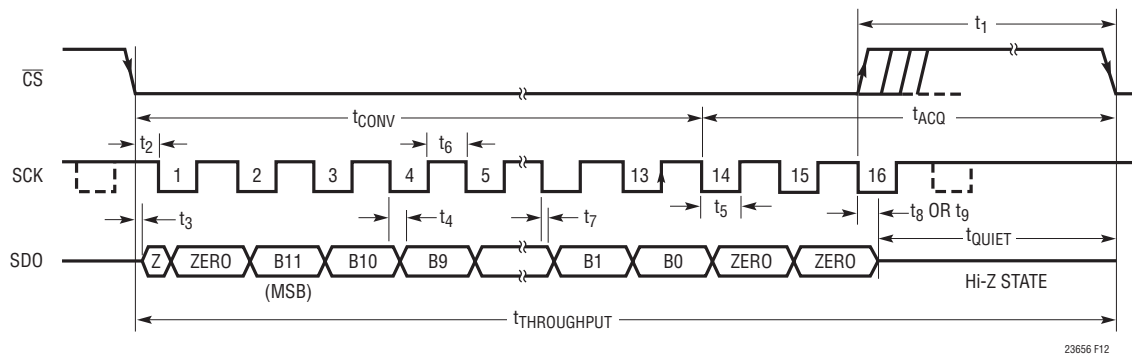 t1
CS
tCONV
tACQ
t2
t6
SCK
1
2
3
4
5
13
14
15
16
t3
t4
t7
t5
t8 OR t9
tQUIET
SDO
Z
ZERO
B11
B10
B9
B1
B0
ZERO
ZERO
(MSB)
Hi-Z STATE
tTHROUGHPUT
23656 F12